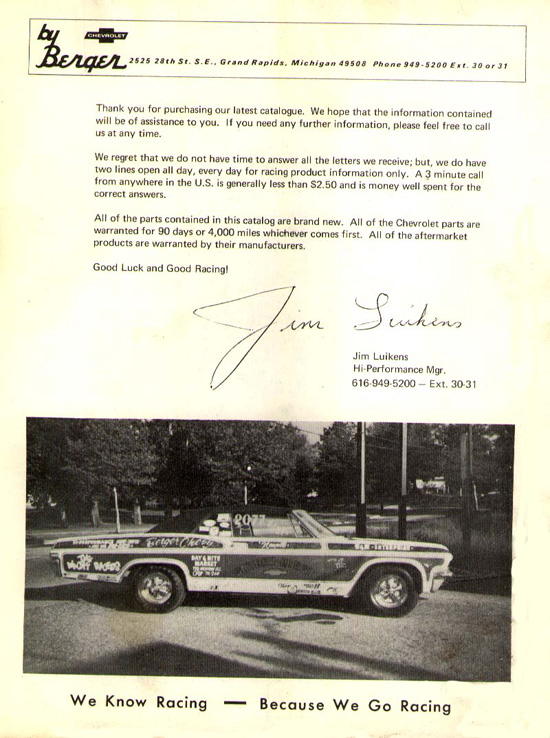 by
CHEVROLET
Berger 2525 28th St. S.E., Grand Rapids, Michigan 49508 Phone 949-5200 Ext. 30 or 31
Thank you for purchasing our latest catalogue. We hope that the information contained
will be of assistance to you. If you need any further information, please feel free to call
us at any time.
We regret that we do not have time to answer all the letters we receive; but, we do have
two lines open all day, every day for racing product information only. A 3 minute call
from anywhere in the U.S. is generally less than $2.50 and is money well spent for the
correct answers.
All of the parts contained in this catalog are brand new. All of the Chevrolet parts are
warranted for 90 days or 4,000 miles whichever comes first. All of the aftermarket
products are warranted by their manufacturers.
Good Luck and Good Racing!
Jim Luikens
Jim Luikens
Hi-Performance Mgr.
616-949-5200 — Ext. 30-31
2077
Berger Chevy
ENTERPRISE
DAY & NITE
MARKET
We Know Racing — Because We Go Racing